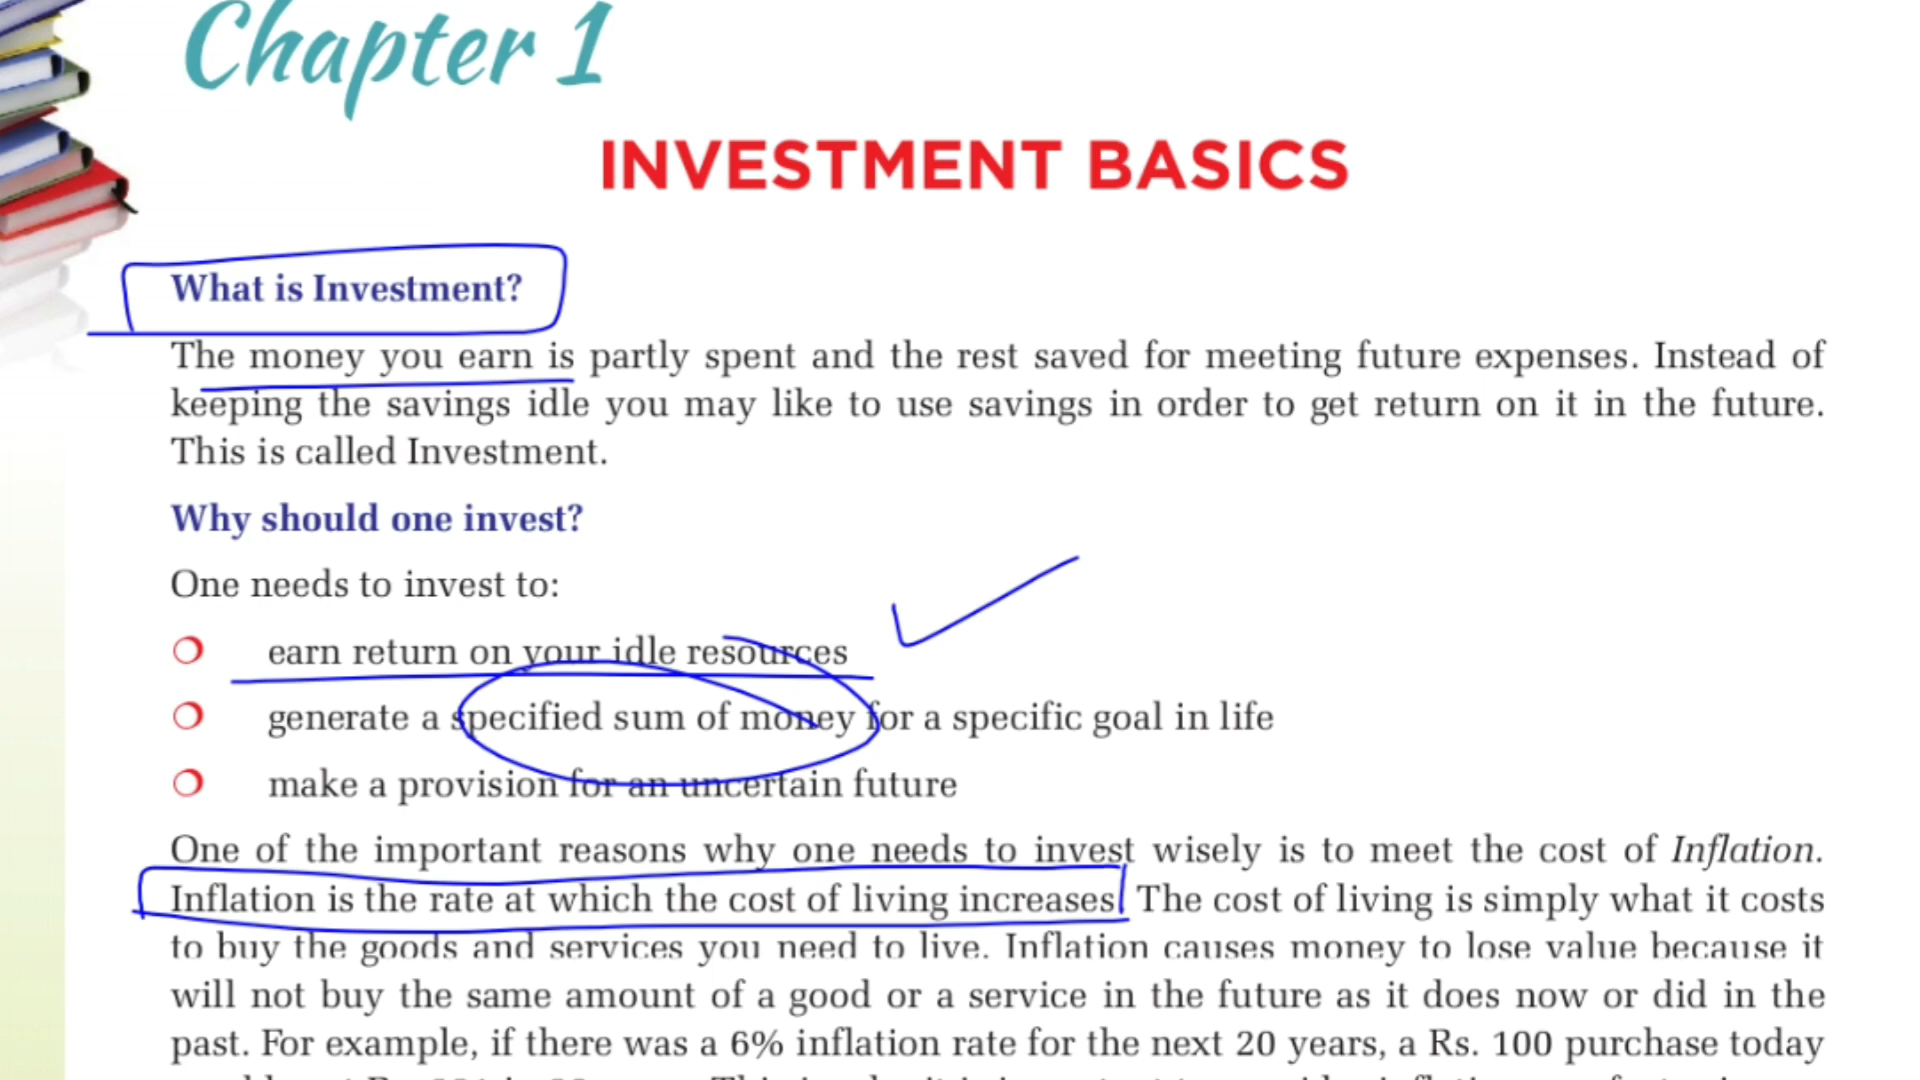 Chapter 1
INVESTMENT BASICS
What is Investment?
The money you earn is partly spent and the rest saved for meeting future expenses. Instead of
keeping the savings idle you may like to use savings in order to get return on it in the future.
This is called Investment.
Why should one invest?
One needs to invest to:
earn return on your idle resources
generate a specified sum of money for a specific goal in life
make a provision for an uncertain future
One of the important reasons why one needs to invest wisely is to meet the cost of Inflation.
Inflation is the rate at which the cost of living increases. The cost of living is simply what it costs
to buy the goods and services you need to live. Inflation causes money to lose value because it
will not buy the same amount of a good or a service in the future as it does now or did in the
past. For example, if there was a 6% inflation rate for the next 20 years, a Rs. 100 purchase today